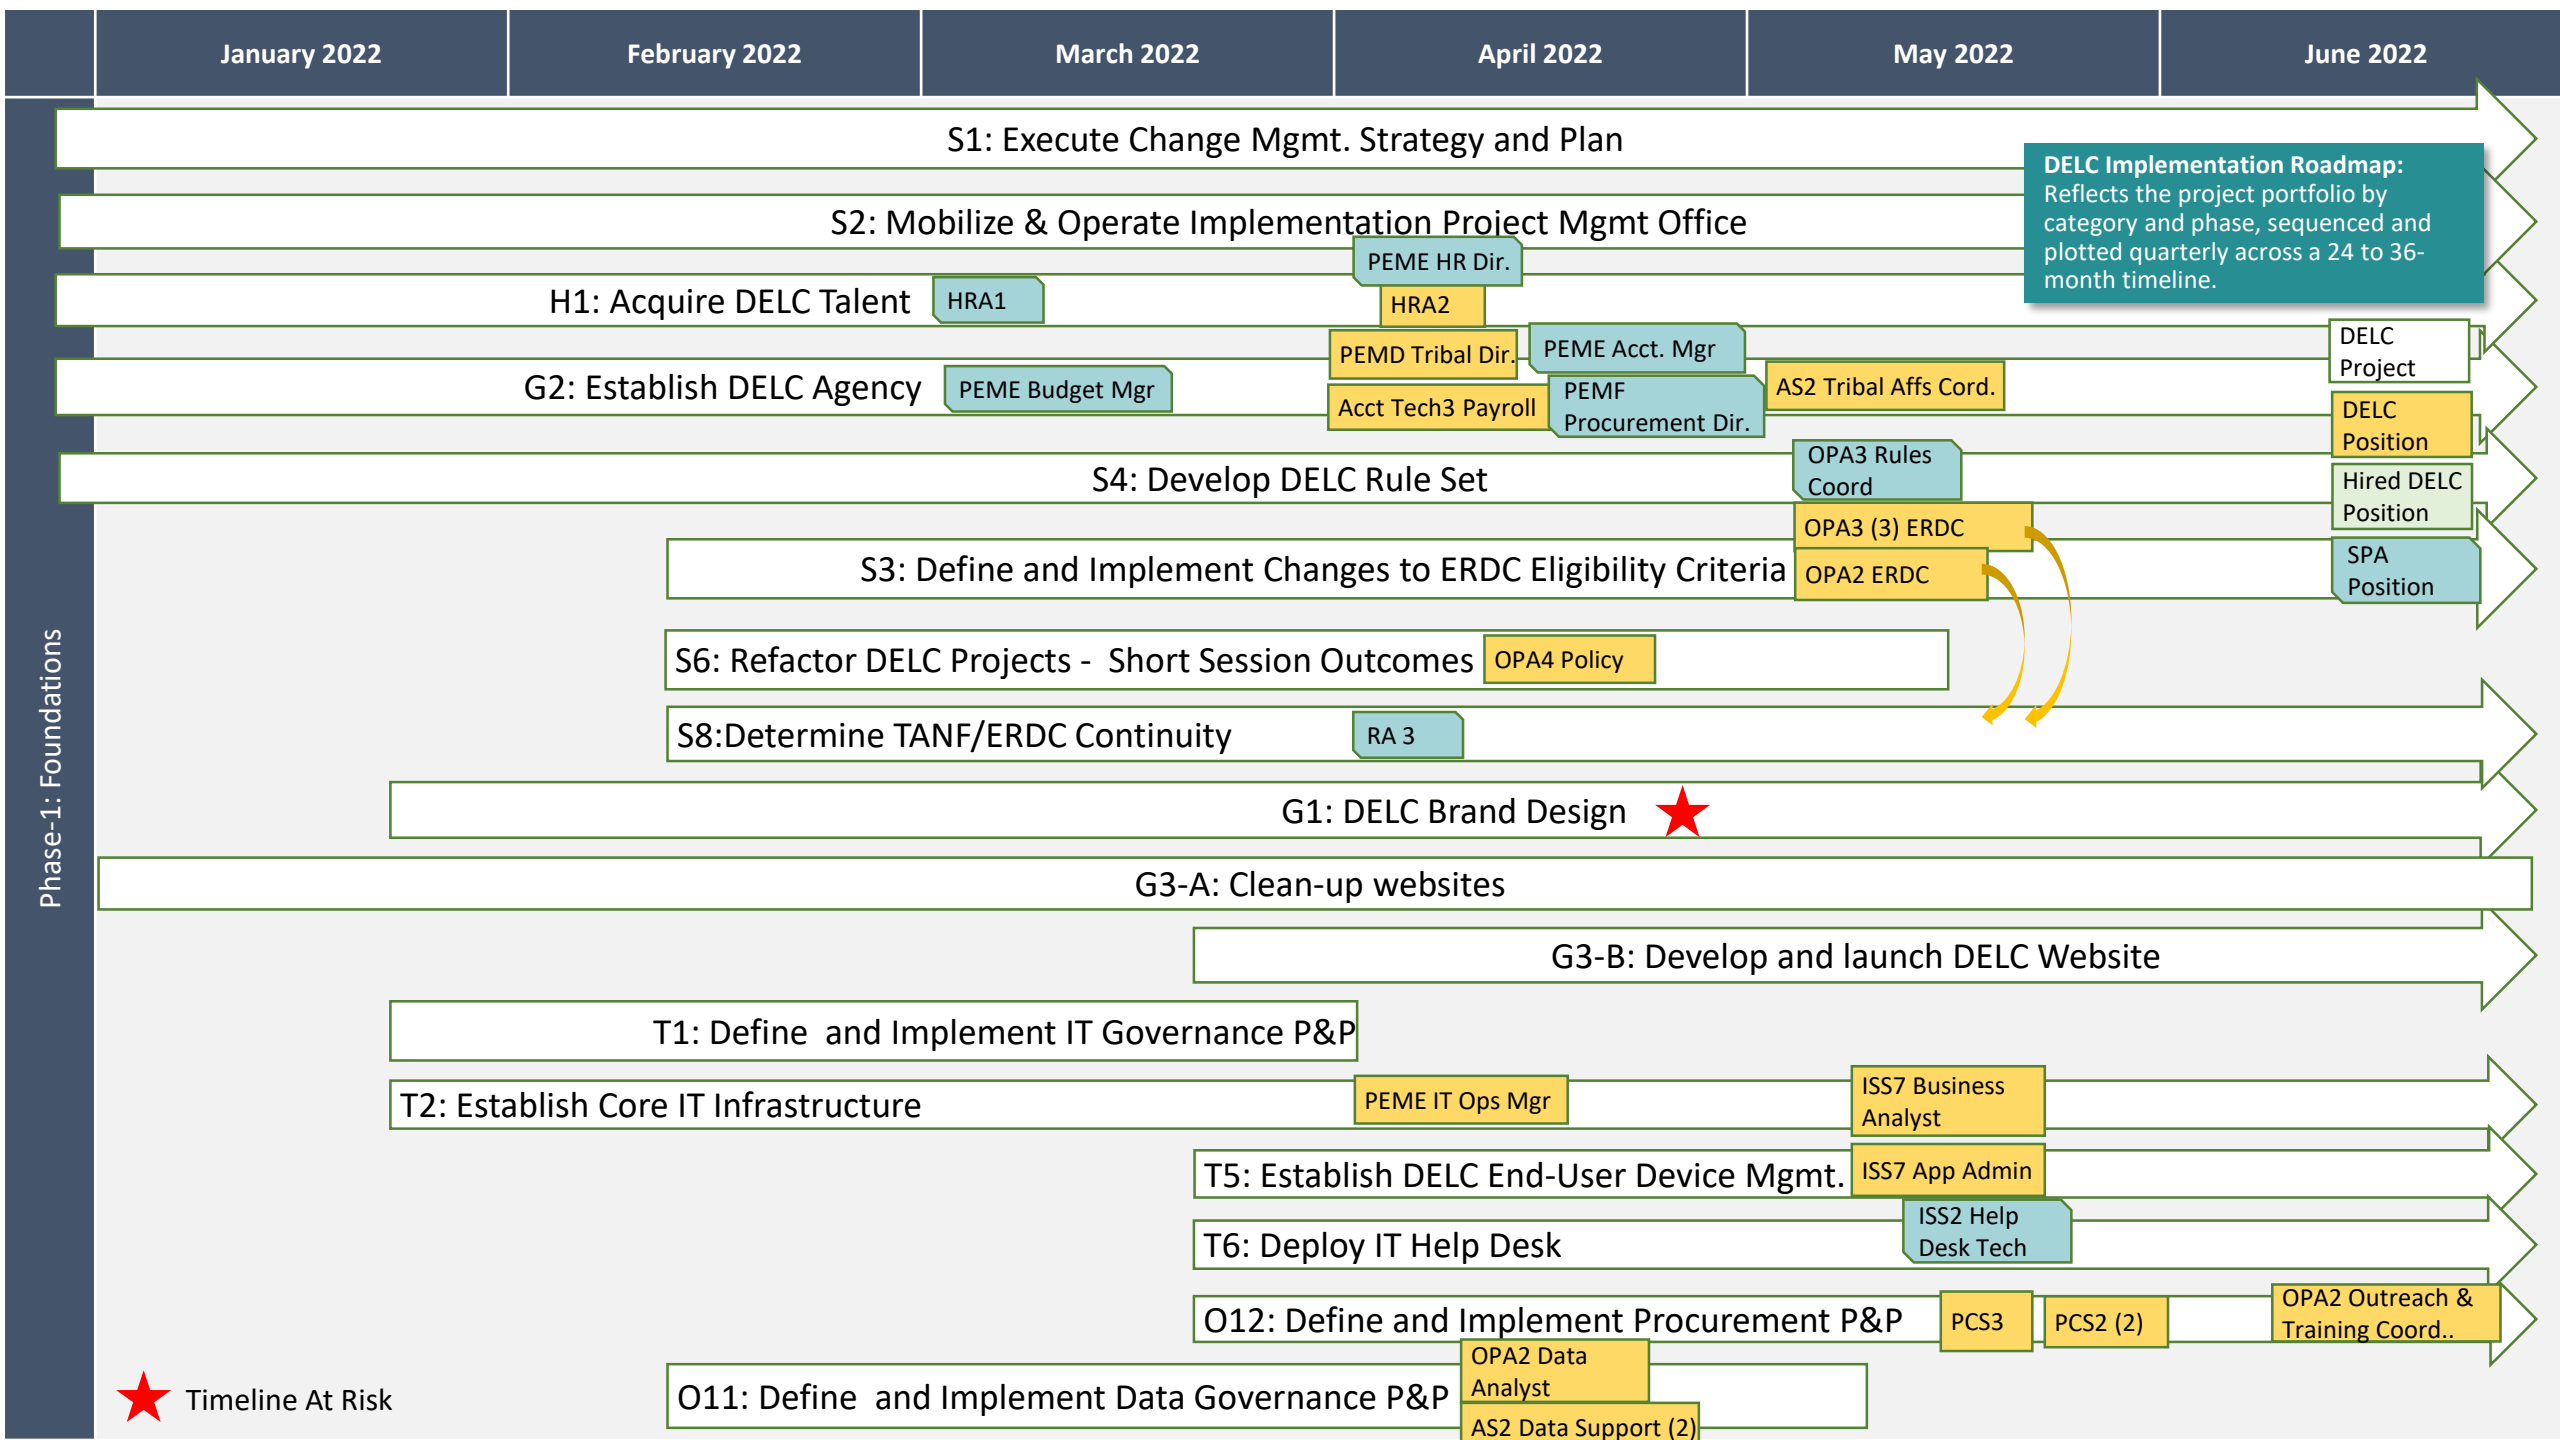 January 2022
February 2022
March 2022
April 2022
May 2022
June 2022
Phase-1: Foundations
S1: Execute Change Mgmt. Strategy and Plan
DELC Implementation Roadmap:
Reflects the project portfolio by
category and phase, sequenced and
plotted quarterly across a 24 to 36-
month timeline.
S2: Mobilize & Operate Implementation Project Mgmt Office
PEME HR Dir.
H1: Acquire DELC Talent
HRA1
HRA2
PEMD Tribal Dir.
PEME Acct. Mgr
DELC
Project
G2: Establish DELC Agency
PEME Budget Mgr
Acct Tech3 Payroll
PEMF
Procurement Dir.
AS2 Tribal Affs Cord.
DELC
Position
S4: Develop DELC Rule Set
OPA3 Rules
Coord
Hired DELC
Position
OPA3 (3) ERDC
S3: Define and Implement Changes to ERDC Eligibility Criteria
OPA2 ERDC
SPA
Position
S6: Refactor DELC Projects -  Short Session Outcomes
OPA4 Policy
S8:Determine TANF/ERDC Continuity
RA 3
G1: DELC Brand Design
G3-A: Clean-up websites
G3-B: Develop and launch DELC Website
T1: Define  and Implement IT Governance P&P
T2: Establish Core IT Infrastructure
PEME IT Ops Mgr
ISS7 Business
Analyst
T5: Establish DELC End-User Device Mgmt.
ISS7 App Admin
T6: Deploy IT Help Desk
ISS2 Help
Desk Tech
O12: Define and Implement Procurement P&P
PCS3
PCS2 (2)
OPA2 Outreach &
Training Coord..
O11: Define  and Implement Data Governance P&P
OPA2 Data
Analyst
AS2 Data Support (2)
Timeline At Risk